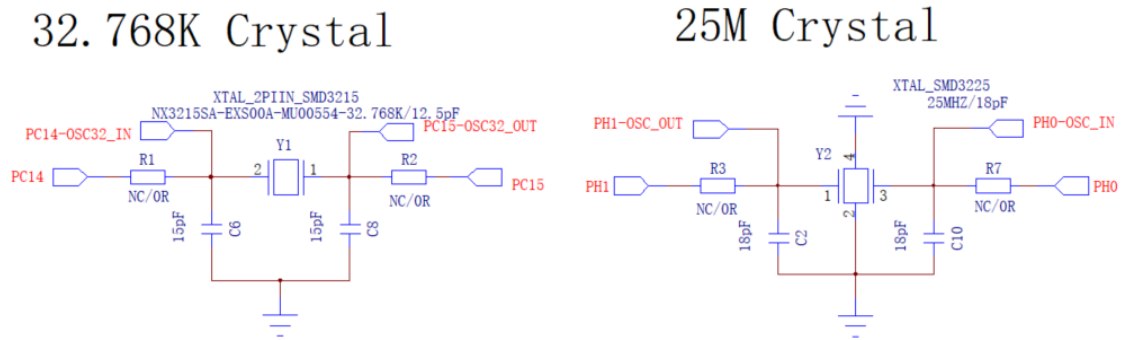 32.768K Crystal
25M Crystal
XTAL_2PIIN_SMD3215
NX3215SA-EXS00A-MU00554-32.768K/12.5pF
PC14-OSC32_IN
PC15-OSC32_OUT
Y1
PC14
R1
NC/0R
2
1
R2
NC/0R
PC15
15pF
C6
15pF
C8
XTAL_SMD3225
25MHZ/18pF
PH1-OSC_OUT
PH0-OSC_IN
Y2
4
PH1
R3
NC/0R
1
3
2
R7
NC/0R
PH0
18pF
C2
18pF
C10